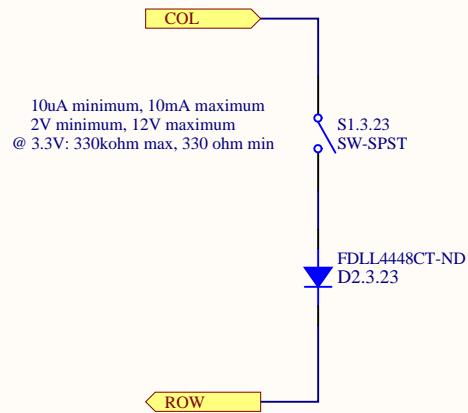 COL
10uA minimum, 10mA maximum
2V minimum, 12V maximum
@ 3.3V: 330kohm max, 330 ohm min
S1.3.23
SW-SPST
FDLL4448CT-ND
D2.3.23
ROW